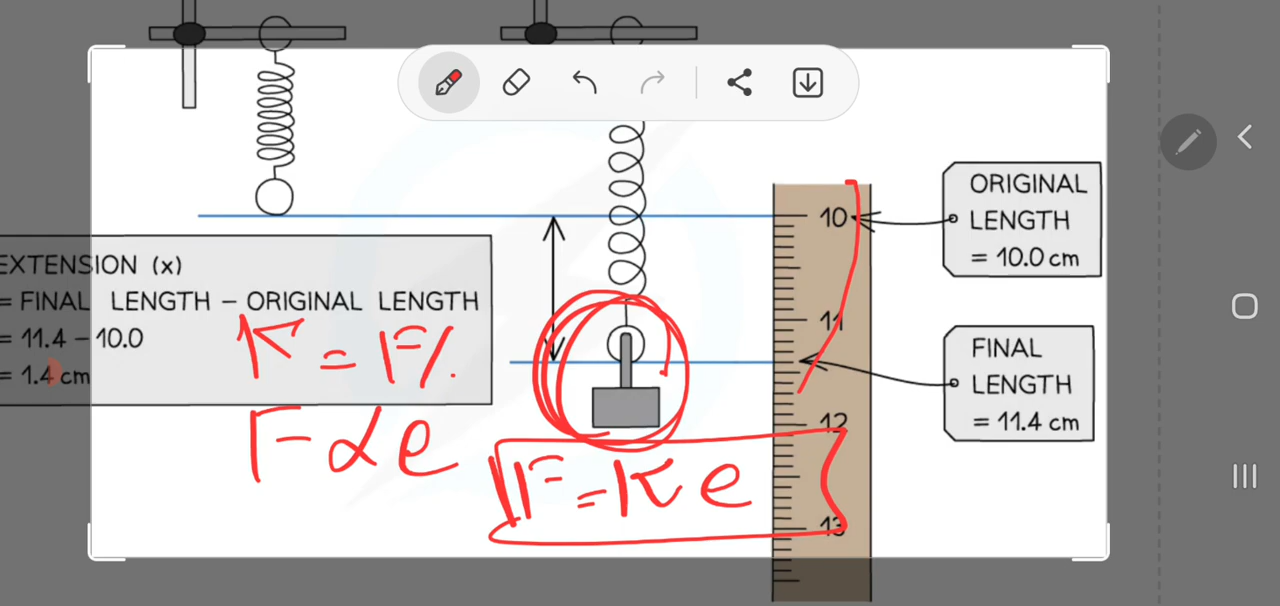 10
ORIGINAL
LENGTH
= 10.0 cm
EXTENSION (x)
= FINAL LENGTH – ORIGINAL LENGTH
= 11.4 – 10.0
= 1.4 cm
11
FINAL
LENGTH
= 11.4 cm
12
13
F α e
F = K e